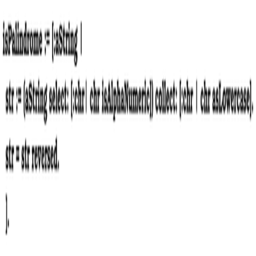 isPalindrome := [:aString |
str := (aString select: [:chr | chr isAlphaNumeric]) collect: [:chr | chr asLowercase].
str = str reversed.
].